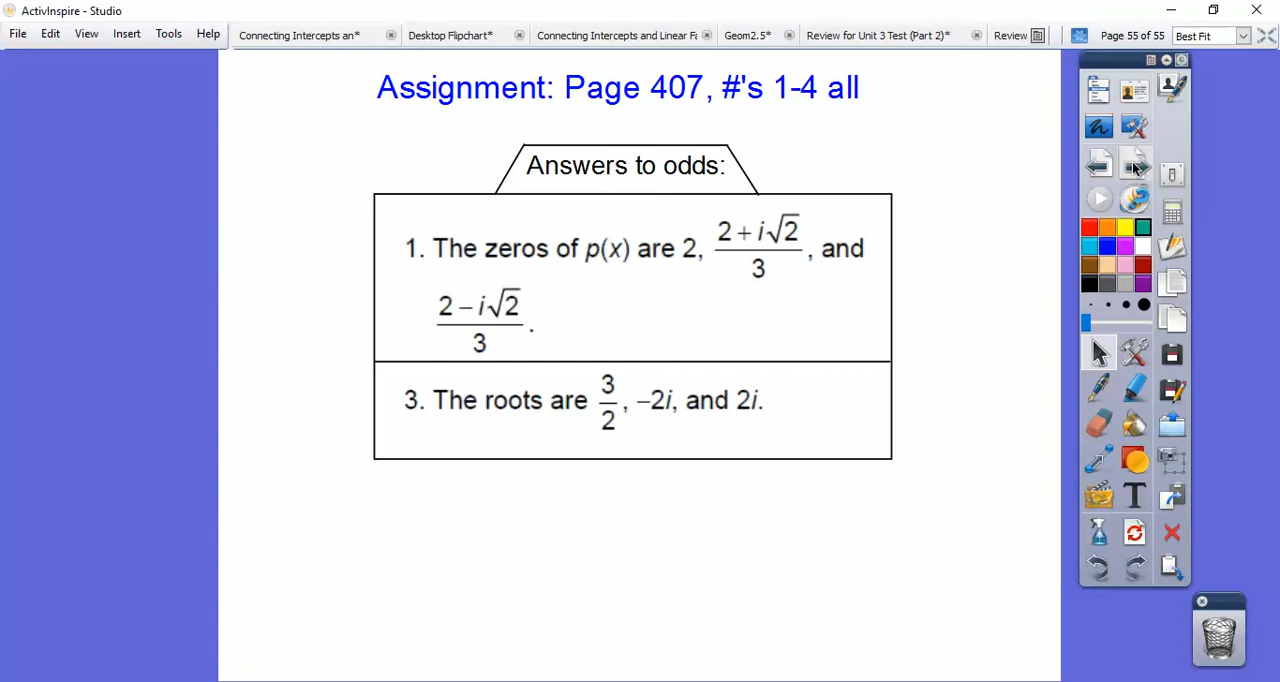 ActivInspire - Studio
File Edit View Insert Tools Help
Connecting Intercepts an* Desktop Flipchart* Connecting Intercepts and Linear Fa Geom2.5* Review for Unit 3 Test (Part 2)* Review
Page 55 of 55 Best Fit
Assignment: Page 407, #'s 1-4 all
Answers to odds:
1. The zeros of p(x) are 2, (2 + i√2)/3, and
(2 − i√2)/3.
3. The roots are 3/2, −2i, and 2i.